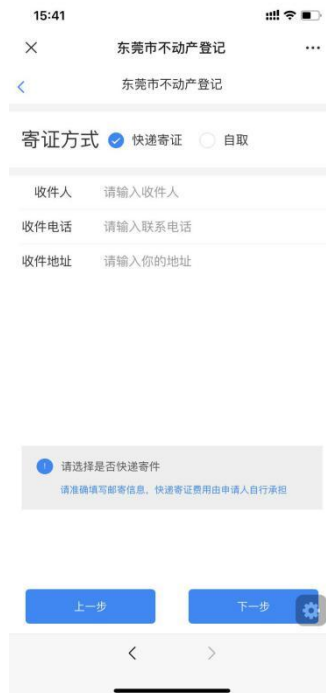 15:41
东莞市不动产登记
东莞市不动产登记
寄证方式 快递寄证 自取
收件人 请输入收件人
收件电话 请输入联系电话
收件地址 请输入你的地址
请选择是否快递寄件
请准确填写邮寄信息，快递寄证费用由申请人自行承担
上一步 下一步